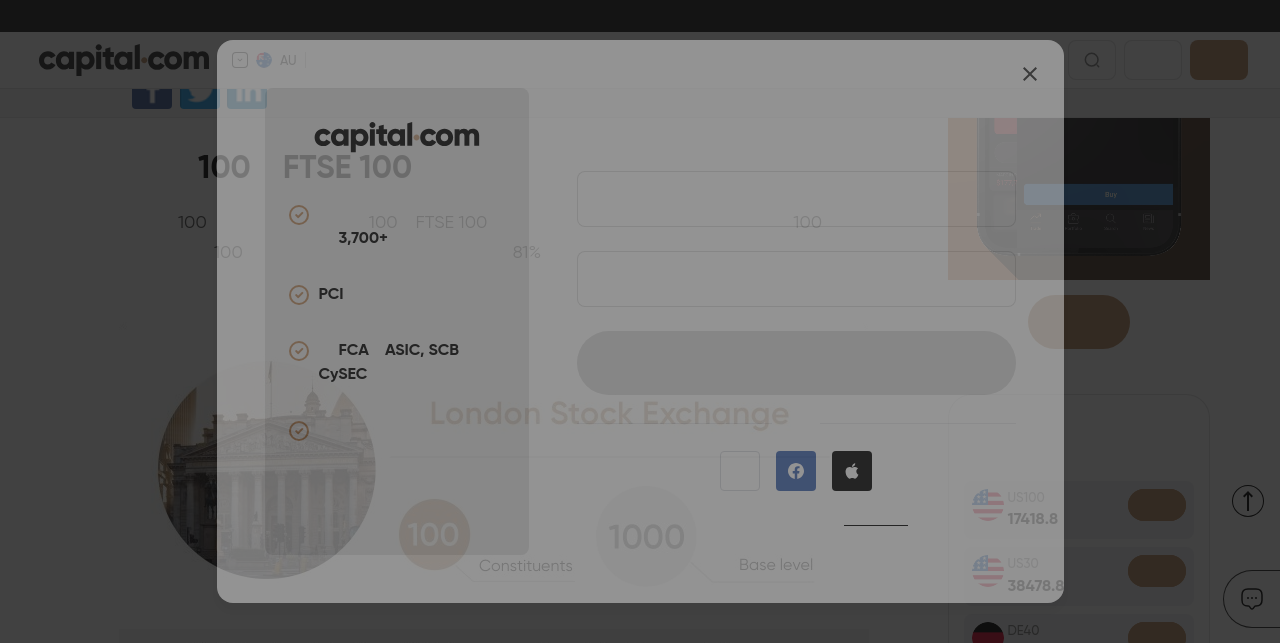 capital.com
AU
capital.com
100 FTSE 100
100 100 FTSE 100 100
3,700+
100 81%
PCI
FCA ASIC, SCB
CySEC
Buy
London Stock Exchange
100
1000
Constituents
Base level
US100
17418.8
US30
38478.8
DE40